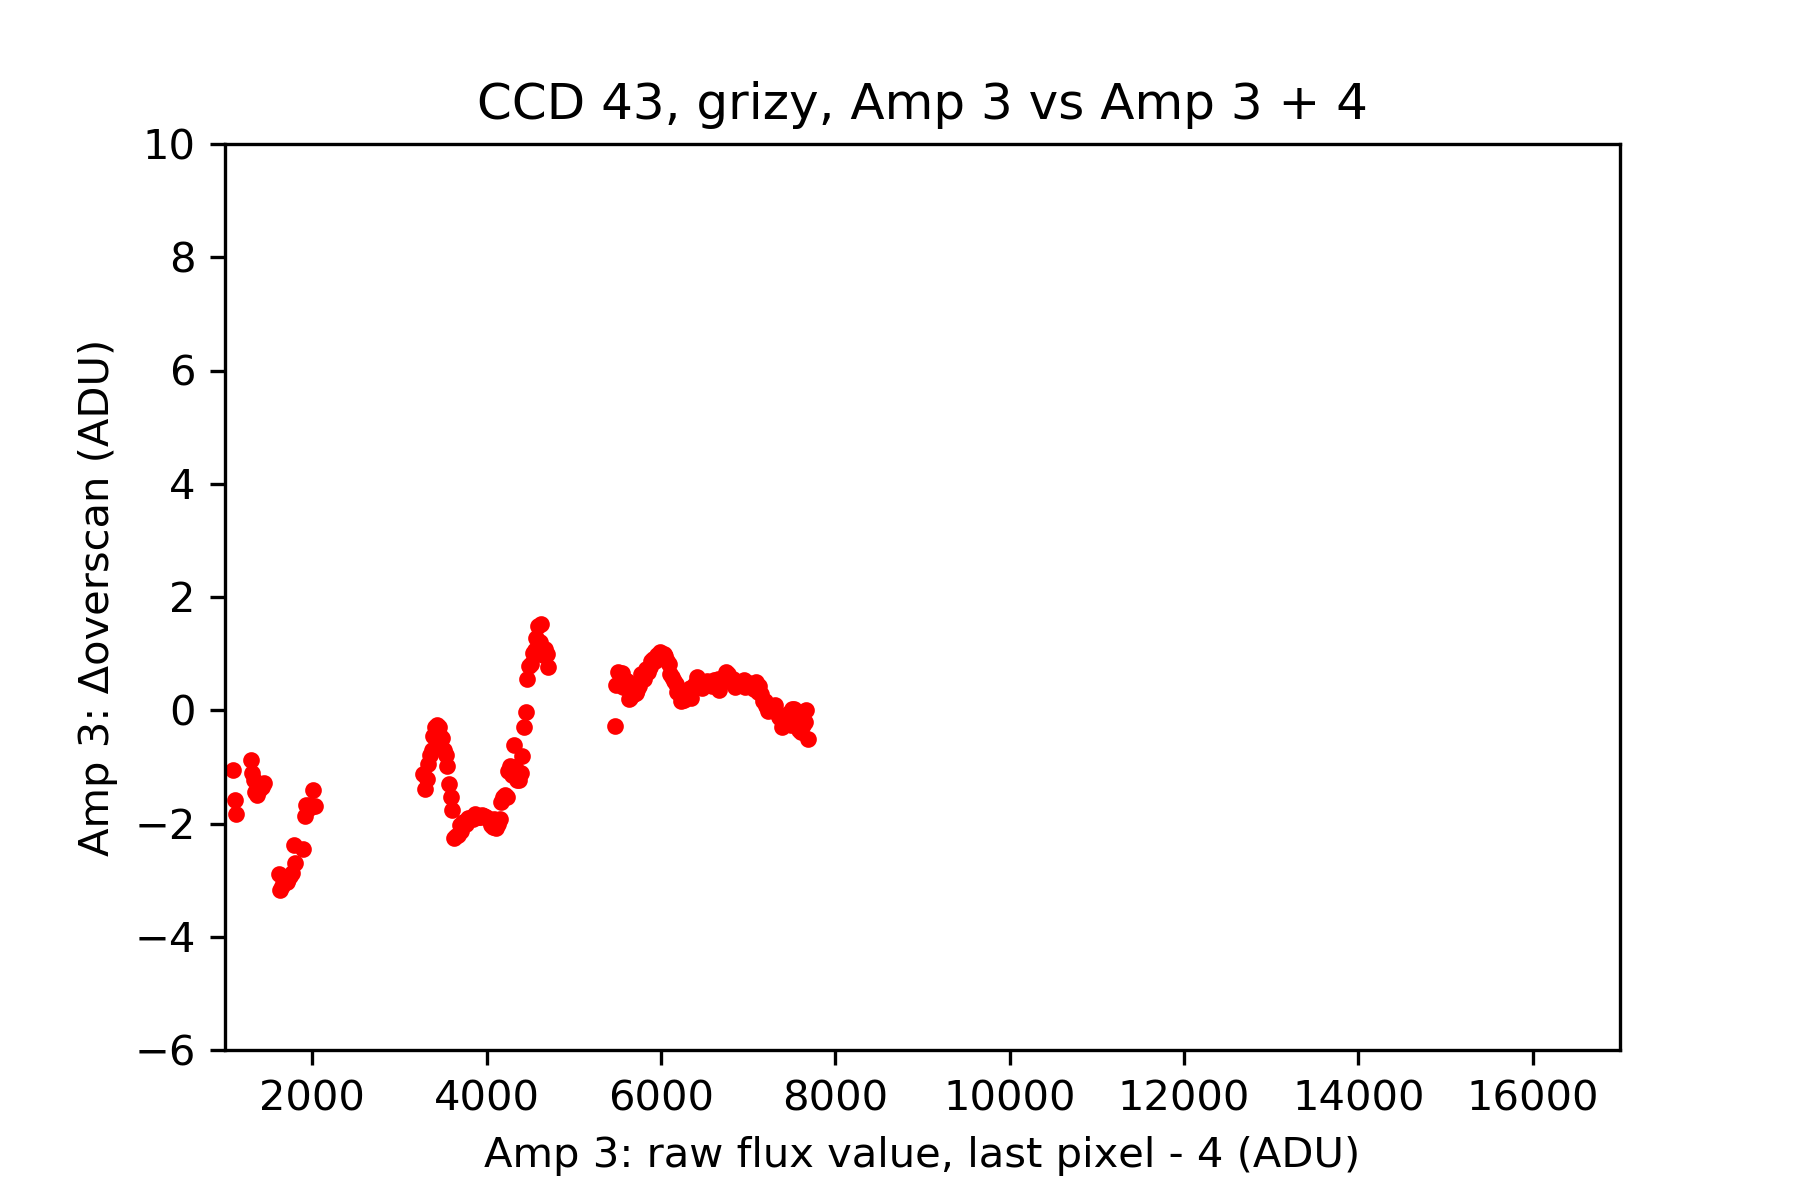 CCD 43, grizy, Amp 3 vs Amp 3 + 4
10
8
6
4
2
0
−2
−4
−6
Amp 3: Δoverscan (ADU)
2000 4000 6000 8000 10000 12000 14000 16000
Amp 3: raw flux value, last pixel - 4 (ADU)